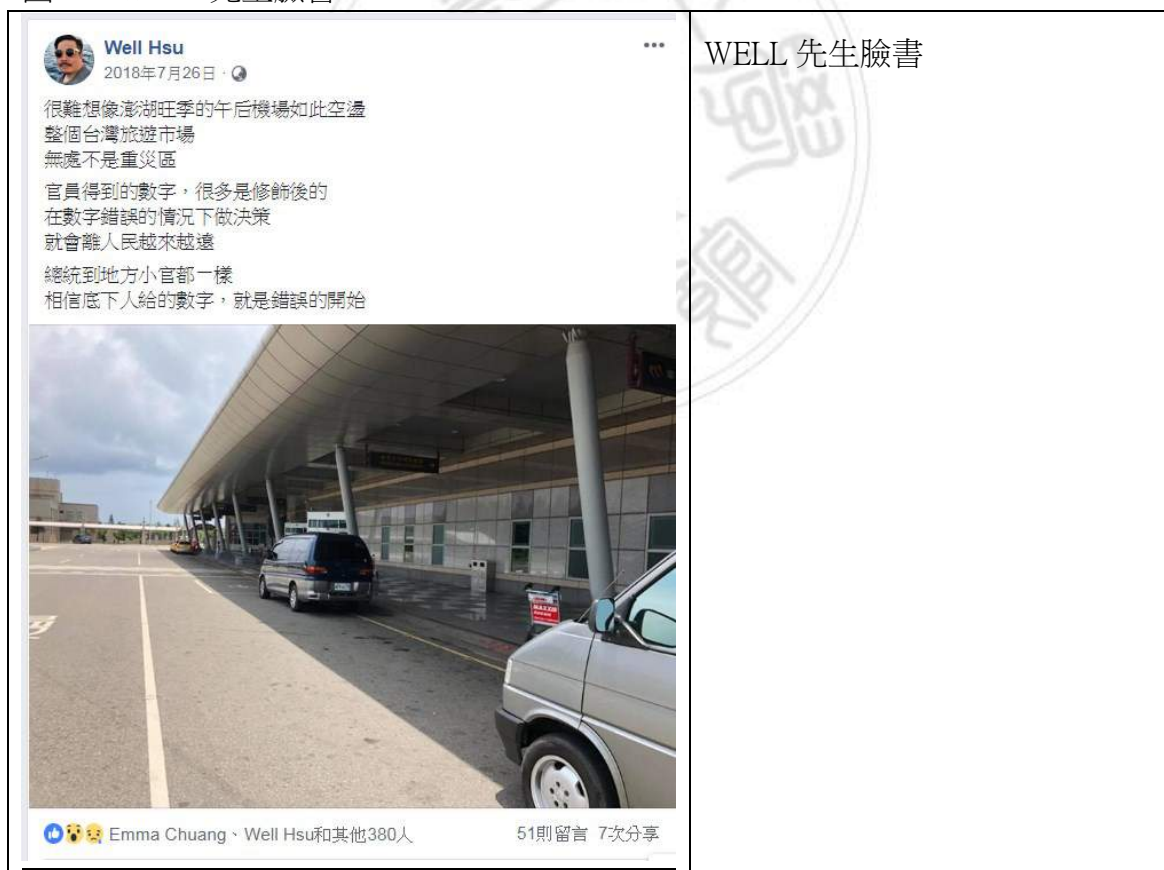 Well Hsu
2018年7月26日
很難想像澎湖旺季的午后機場如此空盪
整個台灣旅遊市場
無處不是重災區
官員得到的數字，很多是修飾後的
在數字錯誤的情況下做決策
就會離人民越來越遠
總統到地方小官都一樣
相信底下人給的數字，就是錯誤的開始
Emma Chuang、Well Hsu和其他380人
51則留言 7次分享
WELL 先生臉書